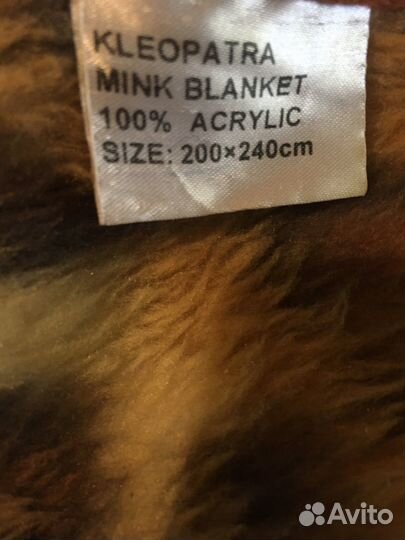 KLEOPATRA
MINK BLANKET
100% ACRYLIC
SIZE: 200×240cm
Avito